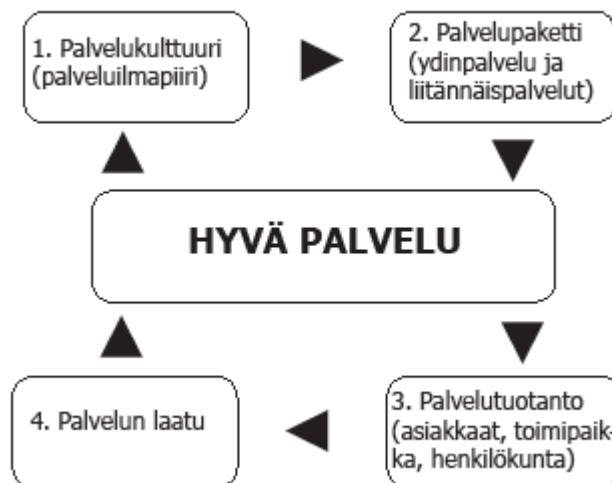 1. Palvelukulttuuri
(palveluilmapiiri)
2. Palvelupaketti
(ydinpalvelu ja
liitännäispalvelut)
HYVÄ PALVELU
3. Palvelutuotanto
(asiakkaat, toimipaik-
ka, henkilökunta)
4. Palvelun laatu